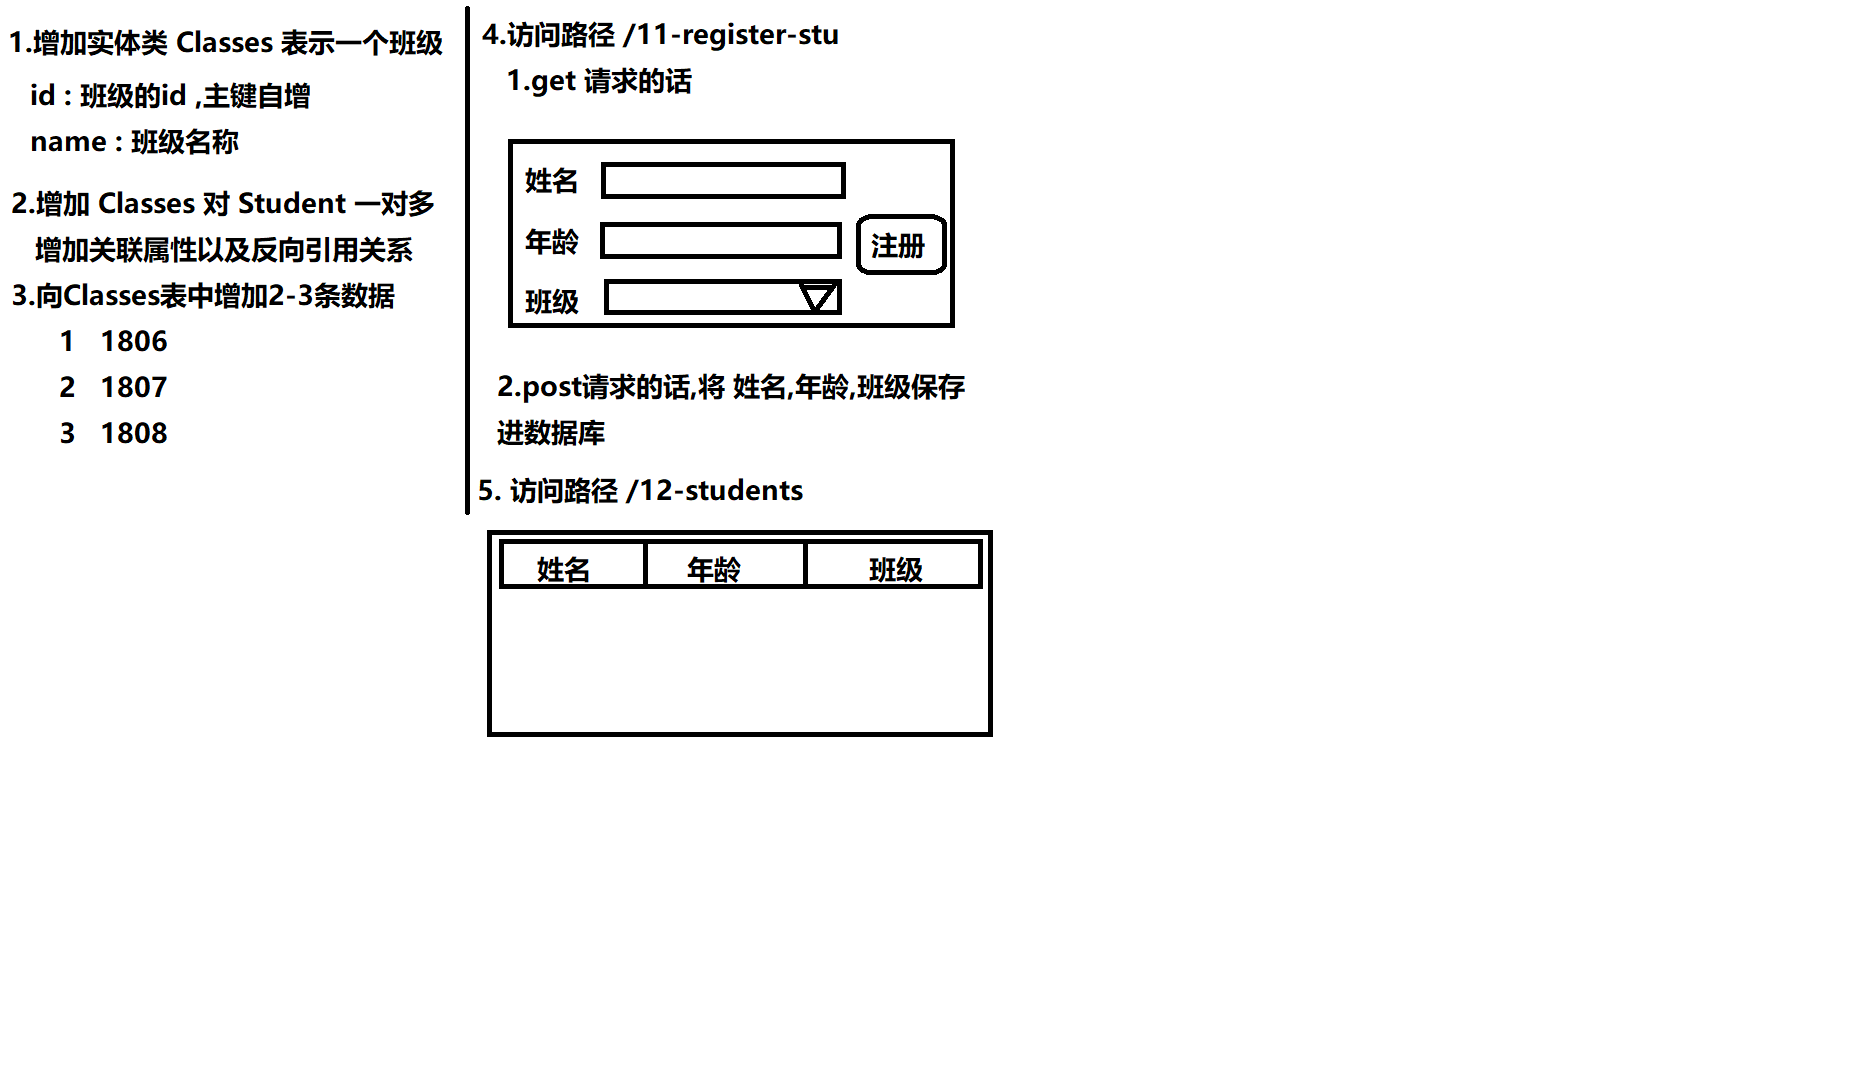 1.增加实体类 Classes 表示一个班级
id : 班级的id ,主键自增
name : 班级名称
2.增加 Classes 对 Student 一对多
增加关联属性以及反向引用关系
3.向Classes表中增加2-3条数据
1 1806
2 1807
3 1808
4.访问路径 /11-register-stu
1.get 请求的话
姓名
年龄
注册
班级
2.post请求的话,将 姓名,年龄,班级保存
进数据库
5. 访问路径 /12-students
姓名 年龄 班级